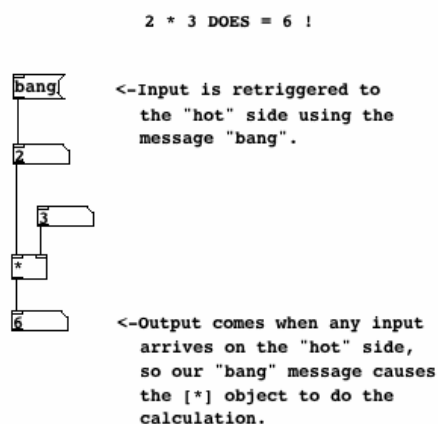 2 * 3 DOES = 6 !
bang
<-Input is retriggered to
the "hot" side using the
message "bang".
2
3
*
6
<-Output comes when any input
arrives on the "hot" side,
so our "bang" message causes
the [*] object to do the
calculation.